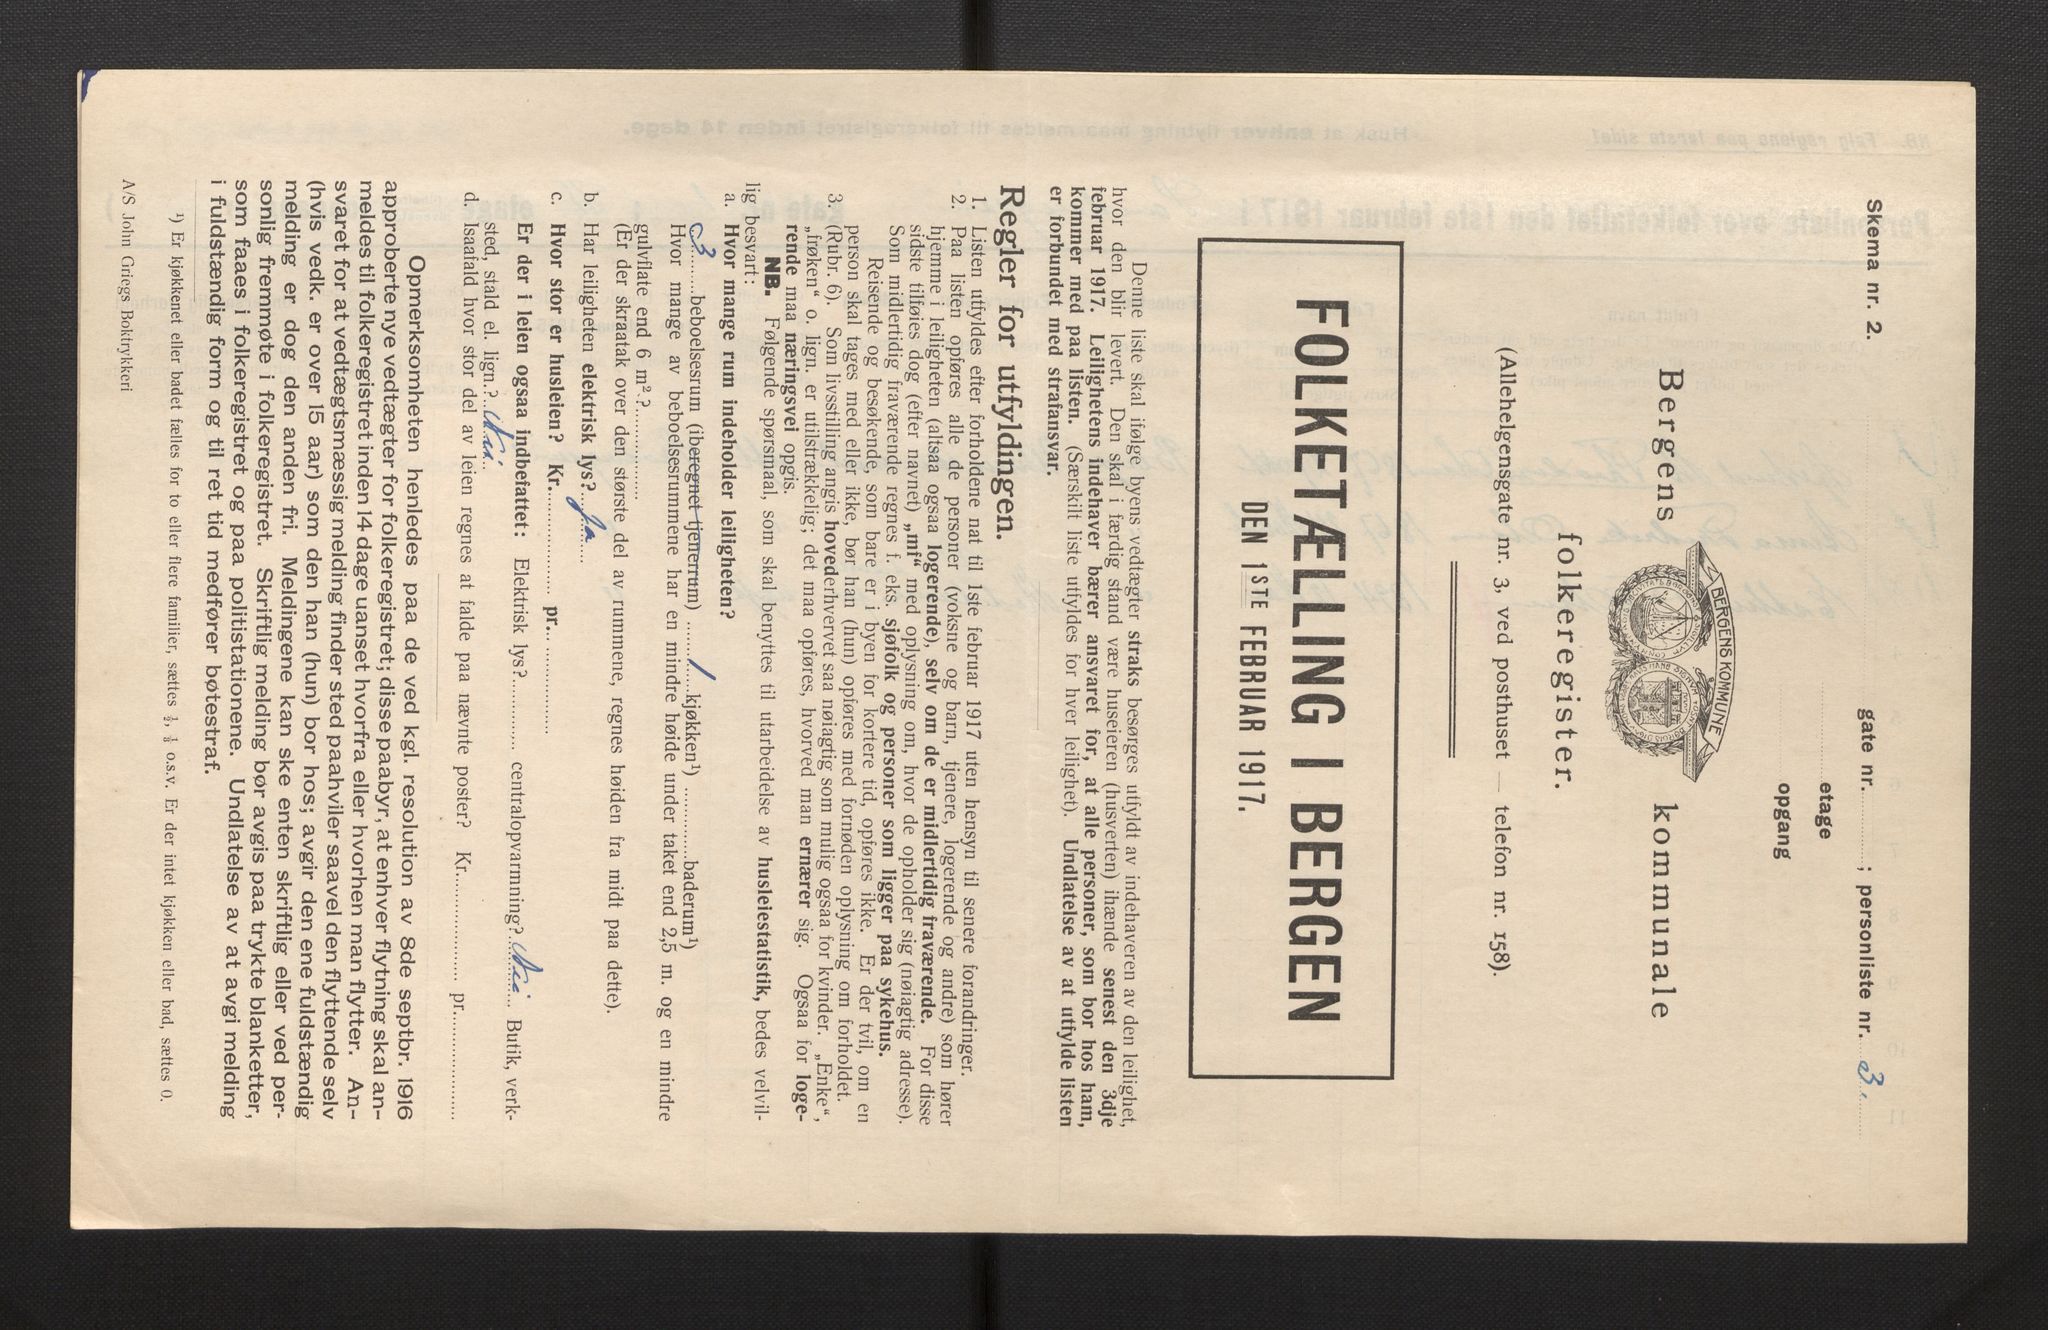 Skema nr. 2.
gate nr. ; personliste nr. 3.
etage
opgang
BERGENS KOMMUNE
Bergens kommunale
folkeregister.
(Allehelgensgate nr. 3, ved posthuset — telefon nr. 158).
FOLKETÆLLING I BERGEN
DEN 1STE FEBRUAR 1917.
Denne liste skal ifølge byens vedtægter straks besørges utfyldt av indehaveren av den leilighet,
hvor den blir levert. Den skal i færdig stand være huseieren (husverten) ihænde senest den 3dje
februar 1917. Leilighetens indehaver bærer ansvaret for, at alle personer, som bor hos ham,
kommer med paa listen. (Særskilt liste utfyldes for hver leilighet). Undlatelse av at utfylde listen
er forbundet med strafansvar.
Regler for utfyldingen.
1. Listen utfyldes efter forholdene nat til 1ste februar 1917 uten hensyn til senere forandringer.
2. Paa listen opføres alle de personer (voksne og barn, tjenere, logerende og andre) som hører
hjemme i leiligheten (altsaa ogsaa logerende), selv om de er midlertidig fraværende. For disse
sidste tilføies dog (efter navnet) „mf“ med oplysning om, hvor de opholder sig (nøiagtig adresse).
Som midlertidig fraværende regnes f. eks. sjøfolk og personer som ligger paa sykehus.
Reisende og besøkende, som bare er i byen for kortere tid, opføres ikke. Er der tvil, om en
person skal tages med eller ikke, bør han (hun) opføres med fornøden oplysning om forholdet.
3. (Rubr. 6). Som livsstilling angis hovederhvervet saa nøiagtig som mulig ogsaa for kvinder. „Enke“,
„frøken“ o. lign. er utilstrækkelig; det maa opføres, hvorved man ernærer sig. Ogsaa for loge-
rende maa næringsvei opgis.
NB. Følgende spørsmaal, som skal benyttes til utarbeidelse av husleiestatistik, bedes velvil-
lig besvart:
a. Hvor mange rum indeholder leiligheten?
3 beboelsesrum (iberegnet tjenerrum) 1 kjøkken¹) baderum¹)
Hvor mange av beboelsesrummene har en mindre høide under taket end 2,5 m. og en mindre
gulvflate end 6 m².?
(Er der skraatak over den største del av rummene, regnes høiden fra midt paa dette).
b. Har leiligheten elektrisk lys? Ja
c. Hvor stor er husleien? Kr. pr.
Er der i leien ogsaa indbefattet: Elektrisk lys? centralopvarmning? Nei Butik, verk-
sted, stald el. lign.? Nei
d. Isaafald hvor stor del av leien regnes at falde paa nævnte poster? Kr. pr.
Opmerksomheten henledes paa de ved kgl. resolution av 8de septbr. 1916
approberte nye vedtægter for folkeregistret; disse paabyr, at enhver flytning skal an-
meldes til folkeregistret inden 14 dage uanset hvorfra eller hvorhen man flytter. An-
svaret for at vedtægtsmæssig melding finder sted paahviler saavel den flyttende selv
(hvis vedk. er over 15 aar) som den han (hun) bor hos; avgir den ene fuldstændig
melding er dog den anden fri. Meldingene kan ske enten skriftlig eller ved per-
sonlig fremmøte i folkeregistret. Skriftlig melding bør avgis paa trykte blanketter,
som faaes i folkeregistret og paa politistationene. Undlatelse av at avgi melding
i fuldstændig form og til ret tid medfører bøtestraf.
¹) Er kjøkkenet eller badet fælles for to eller flere familier, sættes ½, ⅓ o.s.v. Er der intet kjøkken eller bad, sættes 0.
A/S John Griegs Boktrykkeri